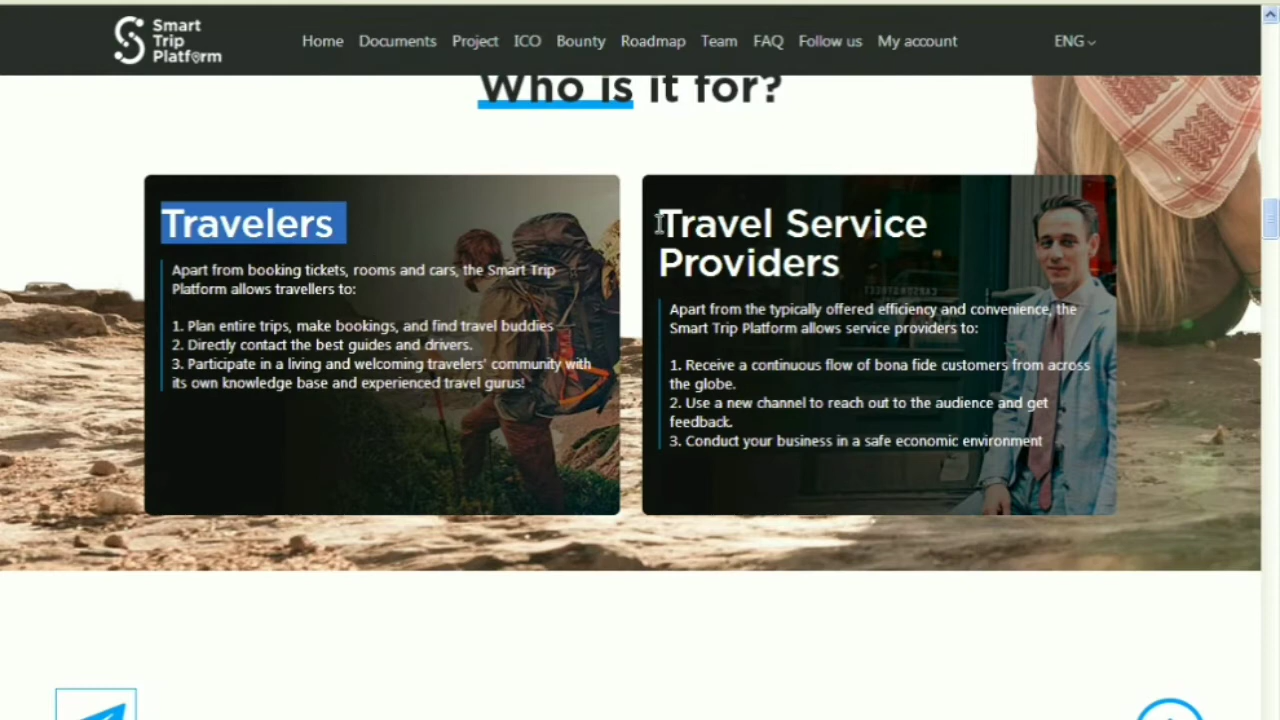 Smart
Trip
Platform
Home Documents Project ICO Bounty Roadmap Team FAQ Follow us My account ENG
Who is it for?
Travelers
Apart from booking tickets, rooms and cars, the Smart Trip
Platform allows travellers to:
1. Plan entire trips, make bookings, and find travel buddies
2. Directly contact the best guides and drivers.
3. Participate in a living and welcoming travelers' community with
its own knowledge base and experienced travel gurus!
Travel Service
Providers
Apart from the typically offered efficiency and convenience, the
Smart Trip Platform allows service providers to:
1. Receive a continuous flow of bona fide customers from across
the globe.
2. Use a new channel to reach out to the audience and get
feedback.
3. Conduct your business in a safe economic environment